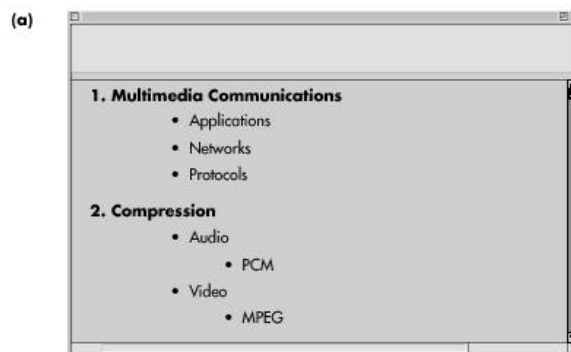 (a)
1. Multimedia Communications
• Applications
• Networks
• Protocols
2. Compression
• Audio
• PCM
• Video
• MPEG